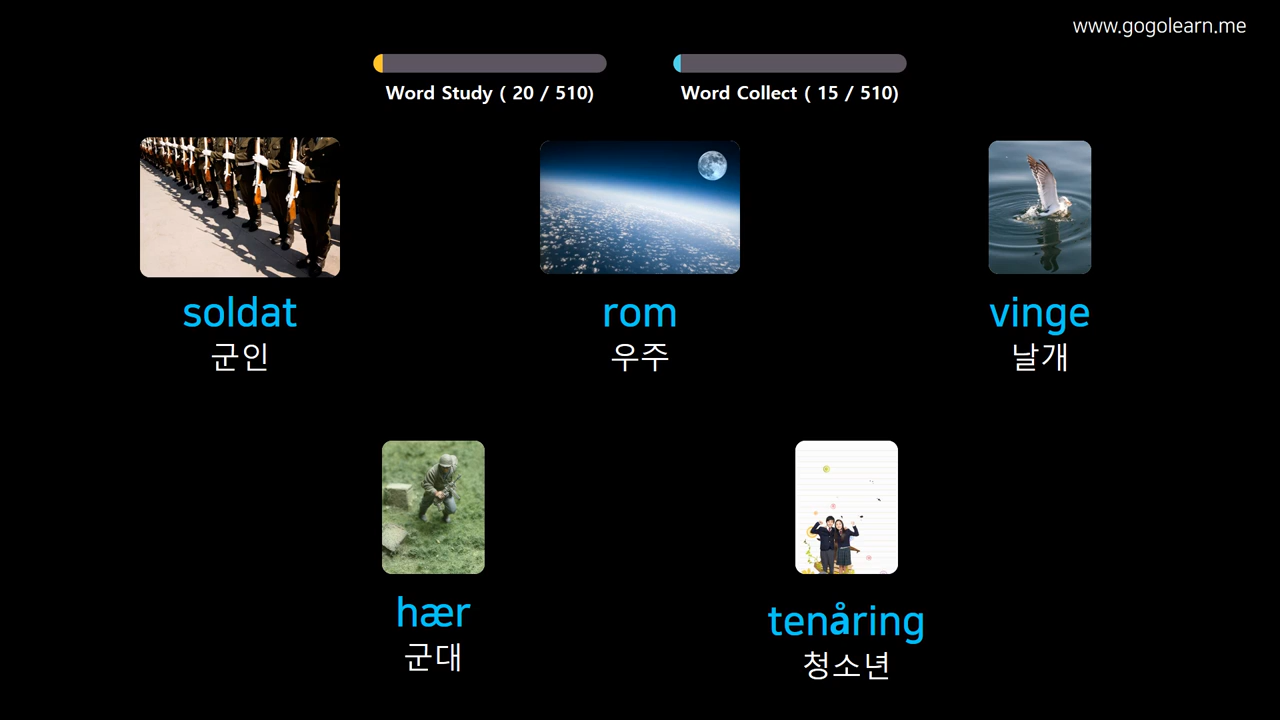 www.gogolearn.me
Word Study ( 20 / 510)
Word Collect ( 15 / 510)
soldat
군인
rom
우주
vinge
날개
hær
군대
tenåring
청소년